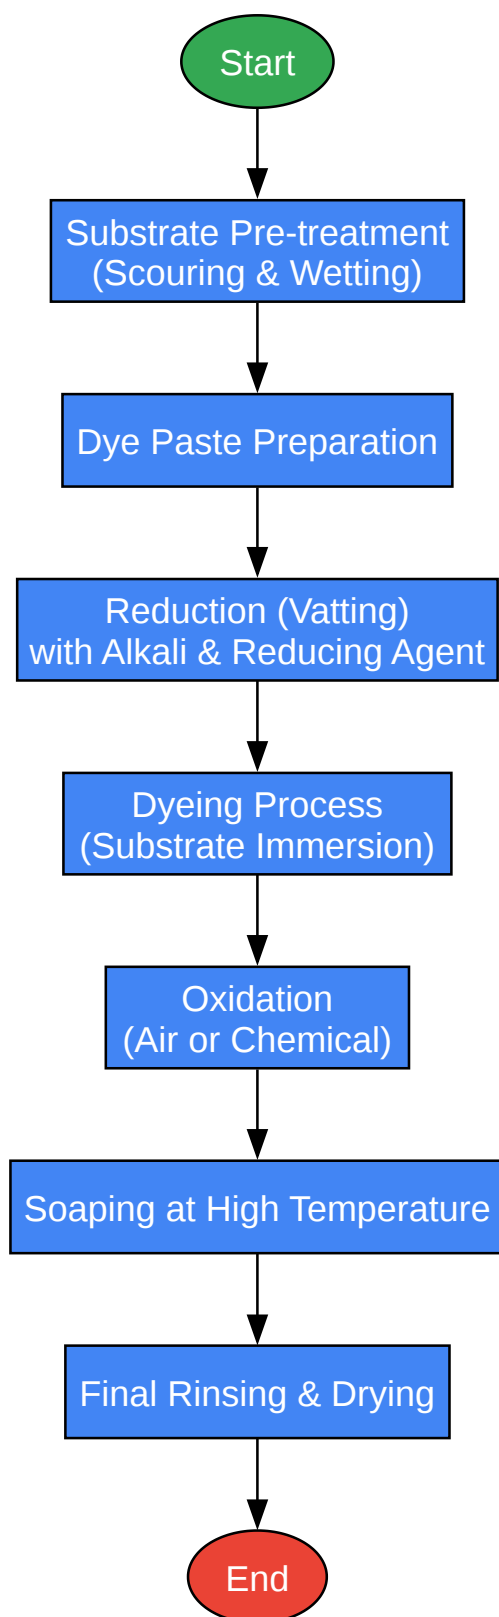 Start
Substrate Pre-treatment
(Scouring & Wetting)
Dye Paste Preparation
Reduction (Vatting)
with Alkali & Reducing Agent
Dyeing Process
(Substrate Immersion)
Oxidation
(Air or Chemical)
Soaping at High Temperature
Final Rinsing & Drying
End